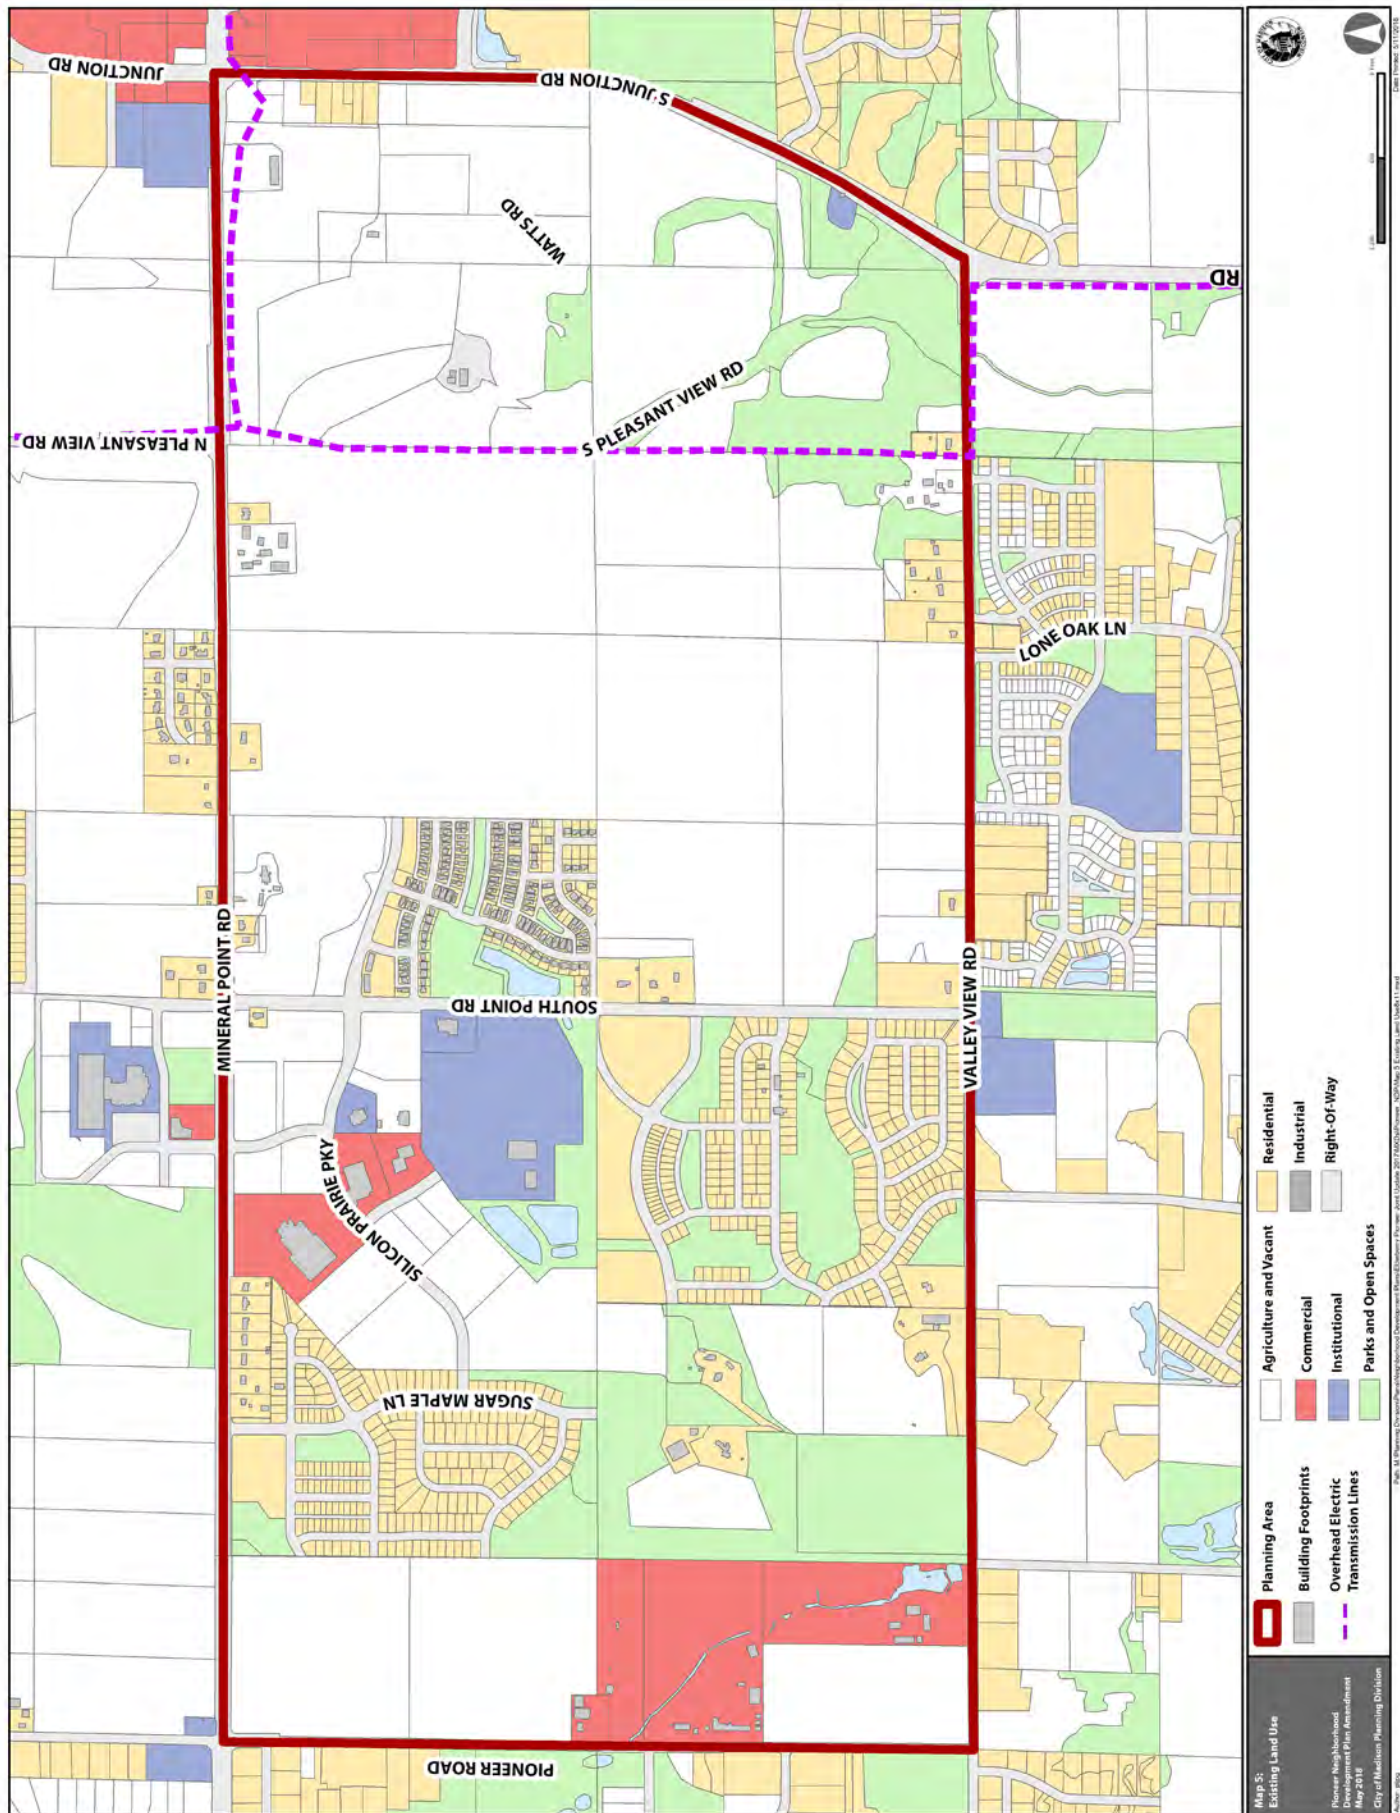 JUNCTION RD
S JUNCTION RD
WATTS RD
RD
N PLEASANT VIEW RD
S PLEASANT VIEW RD
LONE OAK LN
MINERAL POINT RD
SOUTH POINT RD
VALLEY VIEW RD
SILICON PRAIRIE PKY
SUGAR MAPLE LN
PIONEER ROAD
Map 5:
Existing Land Use
Pioneer Neighborhood
Development Plan Amendment
May 2018
City of Madison Planning Division
Planning Area
Building Footprints
Overhead Electric
Transmission Lines
Agriculture and Vacant
Commercial
Institutional
Parks and Open Spaces
Residential
Industrial
Right-Of-Way